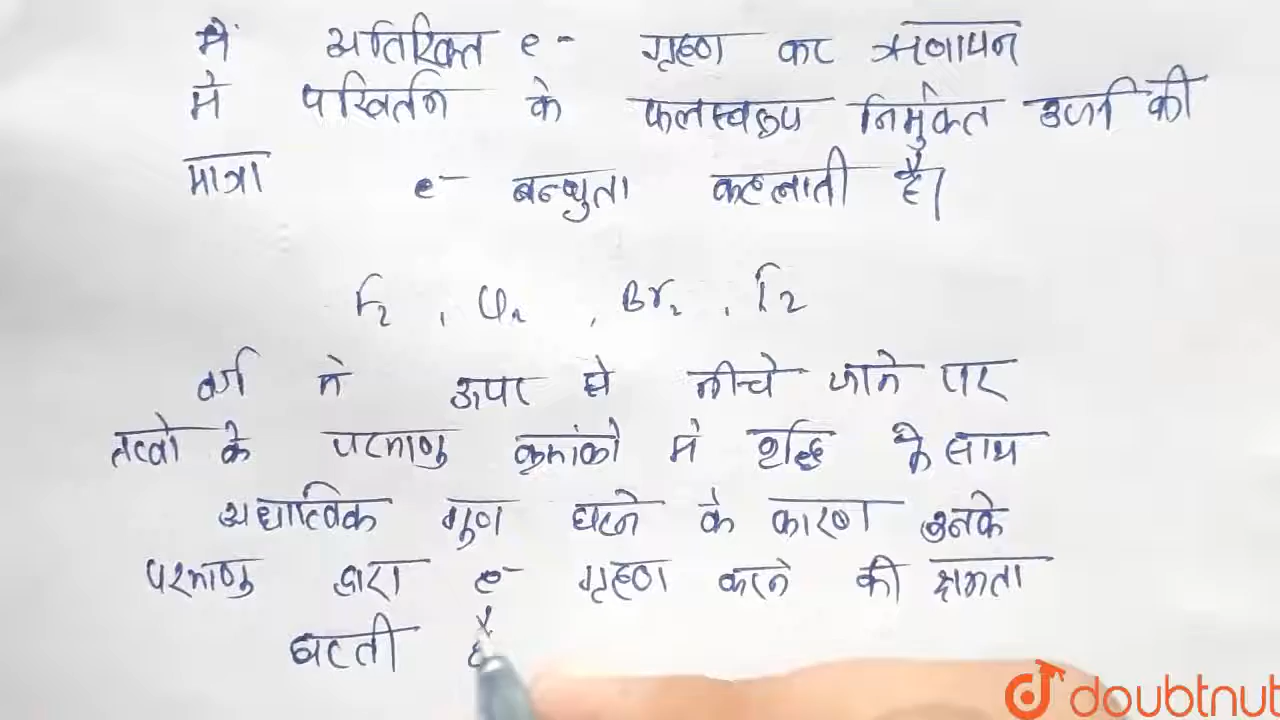 में अतिरिक्त e- ग्रहण कर ऋणायन
मे परिवर्तन के फलस्वरूप निर्मुक्त उर्जा की
मात्रा e- बन्धुता कहलाती है।
F2, Cl2, Br2, I2
वर्ग मे ऊपर से नीचे जाने पर
तत्वो के परमाणु क्रमांको मे वृद्धि के साथ
अधात्विक गुण घटने के कारण उनके
परमाणु द्वारा e- ग्रहण करने की क्षमता
घटती है
doubtnut